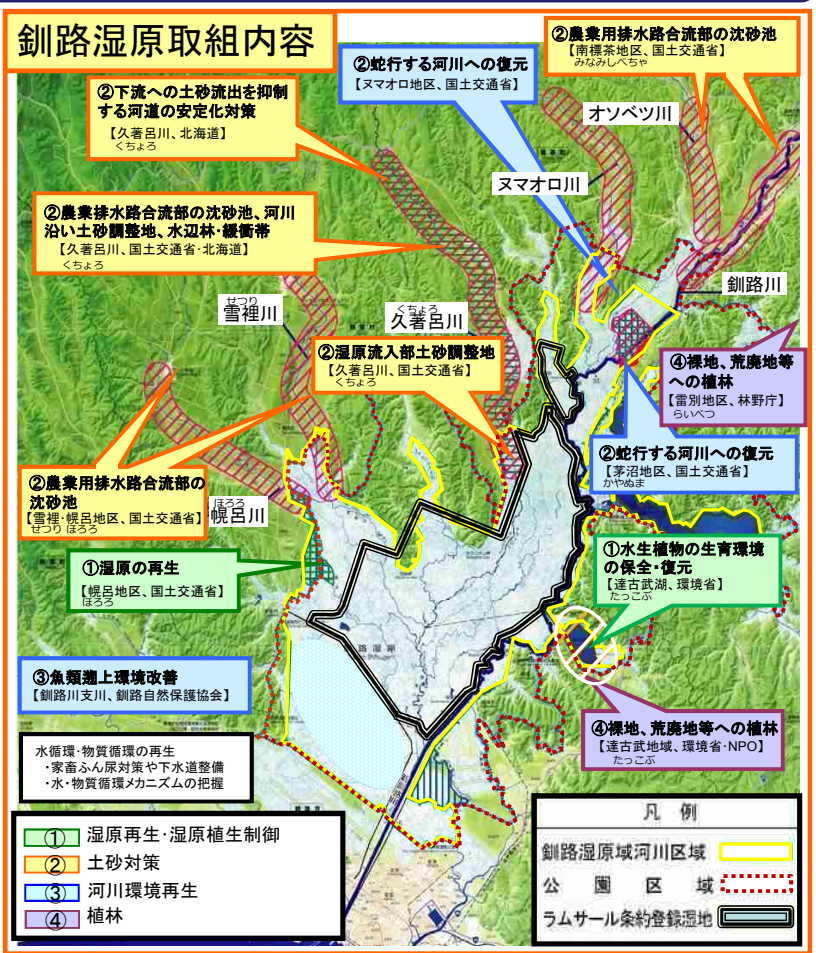 釧路湿原取組内容
②農業用排水路合流部の沈砂池
【南標茶地区、国土交通省】
みなみしべちゃ
②蛇行する河川への復元
【ヌマオロ地区、国土交通省】
②下流への土砂流出を抑制
する河道の安定化対策
【久著呂川、北海道】
くちょろ
オソベツ川
ヌマオロ川
②農業排水路合流部の沈砂池、河川
沿い土砂調整地、水辺林・緩衝帯
【久著呂川、国土交通省・北海道】
くちょろ
釧路川
せつり
雪裡川
くちょろ
久著呂川
②湿原流入部土砂調整地
【久著呂川、国土交通省】
くちょろ
④裸地、荒廃地等
への植林
【雷別地区、林野庁】
らいべつ
②蛇行する河川への復元
【茅沼地区、国土交通省】
かやぬま
②農業用排水路合流部の
沈砂池
【雪裡・幌呂地区、国土交通省】
せつり ほろろ
ほろろ
幌呂川
①湿原の再生
【幌呂地区、国土交通省】
ほろろ
①水生植物の生育環境
の保全・復元
【達古武湖、環境省】
たっこぶ
釧路湿原
③魚類遡上環境改善
【釧路川支川、釧路自然保護協会】
④裸地、荒廃地等への植林
【達古武地域、環境省・NPO】
たっこぶ
水循環・物質循環の再生
・家畜ふん尿対策や下水道整備
・水・物質循環メカニズムの把握
① 湿原再生・湿原植生制御
② 土砂対策
③ 河川環境再生
④ 植林
凡 例
釧路湿原域河川区域
公 園 区 域
ラムサール条約登録湿地